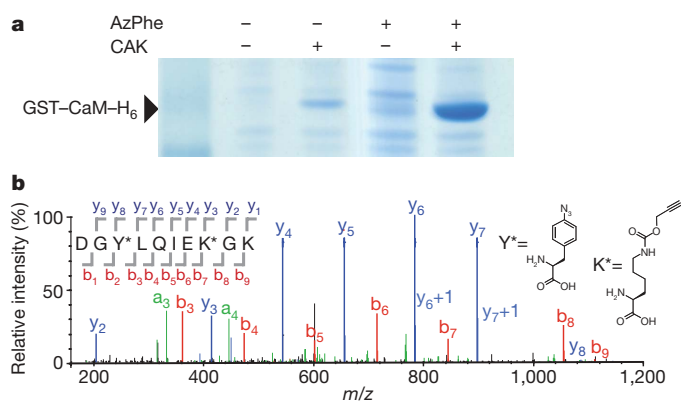 a
AzPhe – – + +
CAK – + – +
GST–CaM–H6
b
Relative intensity (%)
100
50
0
y9 y8 y7 y6 y5 y4 y3 y2 y1
D G Y* L Q I E K* G K
b1 b2 b3 b4 b5 b6 b7 b8 b9
y2
a3
b3
y3
a4
b4
y4
b5
y5
b6
y6
y6+1
b7
y7
y7+1
b8
y8
b9
Y*=
N3
H2N
OH
O
K*=
O
O
NH
H2N
OH
O
200 400 600 800 1,000 1,200
m/z